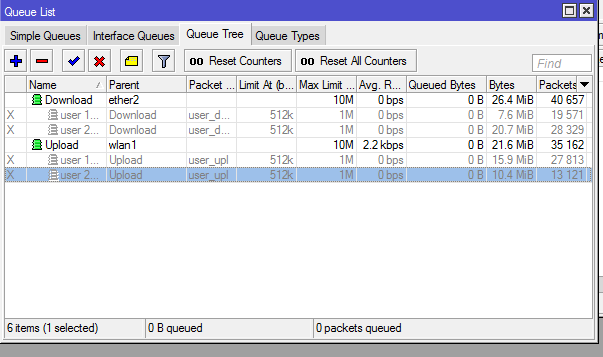 Queue List
Simple Queues Interface Queues Queue Tree Queue Types
00 Reset Counters 00 Reset All Counters Find
Name / Parent Packet ... Limit At (b... Max Limit ... Avg. R... Queued Bytes Bytes Packets
Download ether2 10M 0 bps 0 B 26.4 MiB 40 657
X user 1... Download user_d... 512k 1M 0 bps 0 B 7.6 MiB 19 571
X user 2... Download user_d... 512k 1M 0 bps 0 B 20.7 MiB 28 329
Upload wlan1 10M 2.2 kbps 0 B 21.6 MiB 35 162
X user 1... Upload user_upl 512k 1M 0 bps 0 B 15.9 MiB 27 813
X user 2... Upload user_upl 512k 1M 0 bps 0 B 10.4 MiB 13 121
6 items (1 selected) 0 B queued 0 packets queued